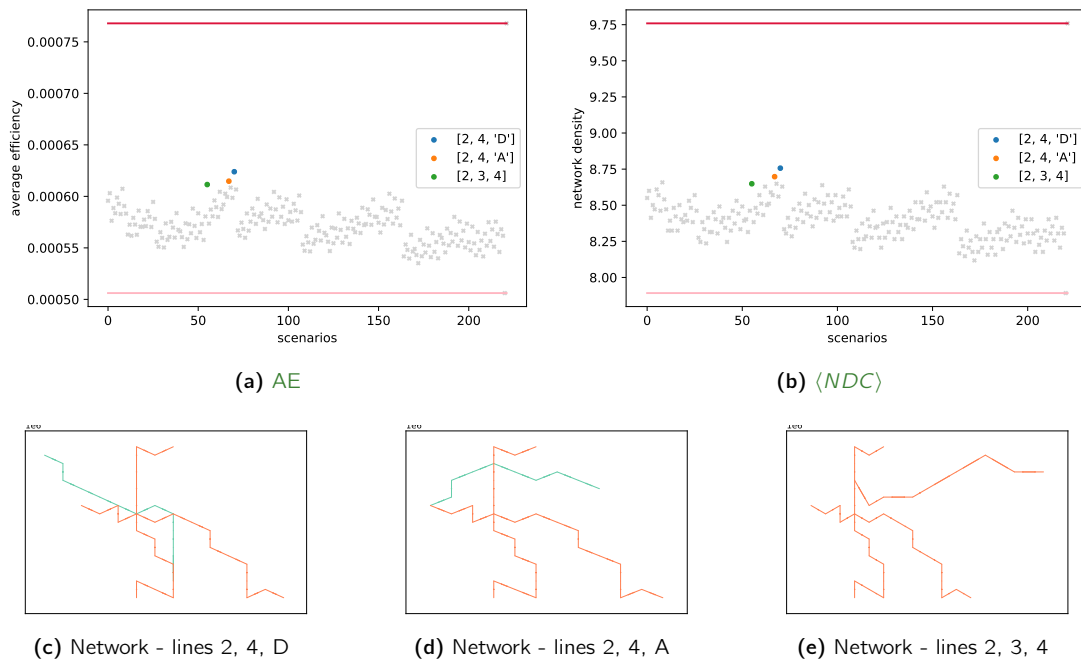 0.00075
0.00070
0.00065
0.00060
0.00055
0.00050
average efficiency
[2, 4, 'D']
[2, 4, 'A']
[2, 3, 4]
0 50 100 150 200
scenarios
(a) AE
9.75
9.50
9.25
9.00
8.75
8.50
8.25
8.00
network density
[2, 4, 'D']
[2, 4, 'A']
[2, 3, 4]
0 50 100 150 200
scenarios
(b) ⟨NDC⟩
(c) Network - lines 2, 4, D
(d) Network - lines 2, 4, A
(e) Network - lines 2, 3, 4